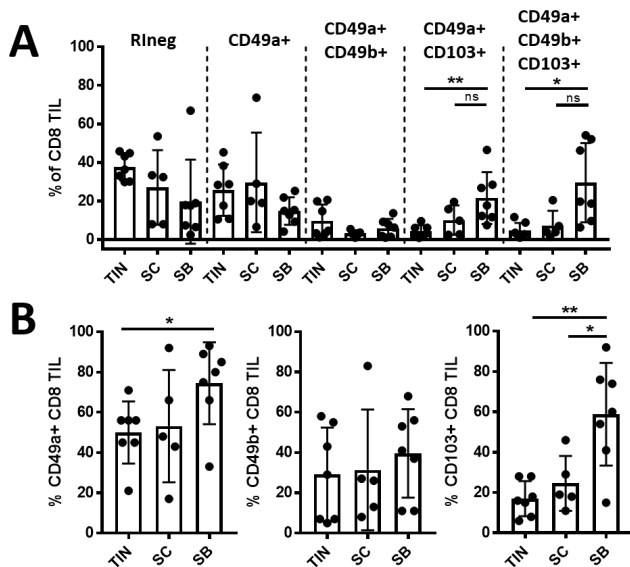 A
RIneg
CD49a+
CD49a+
CD49b+
CD49a+
CD103+
CD49a+
CD49b+
CD103+
% of CD8 TIL
100
80
60
40
20
0
** ns
* ns
TIN SC SB TIN SC SB TIN SC SB TIN SC SB TIN SC SB
B
% CD49a+ CD8 TIL
100
80
60
40
20
0
*
TIN SC SB
% CD49b+ CD8 TIL
100
80
60
40
20
0
TIN SC SB
% CD103+ CD8 TIL
100
80
60
40
20
0
**
*
TIN SC SB